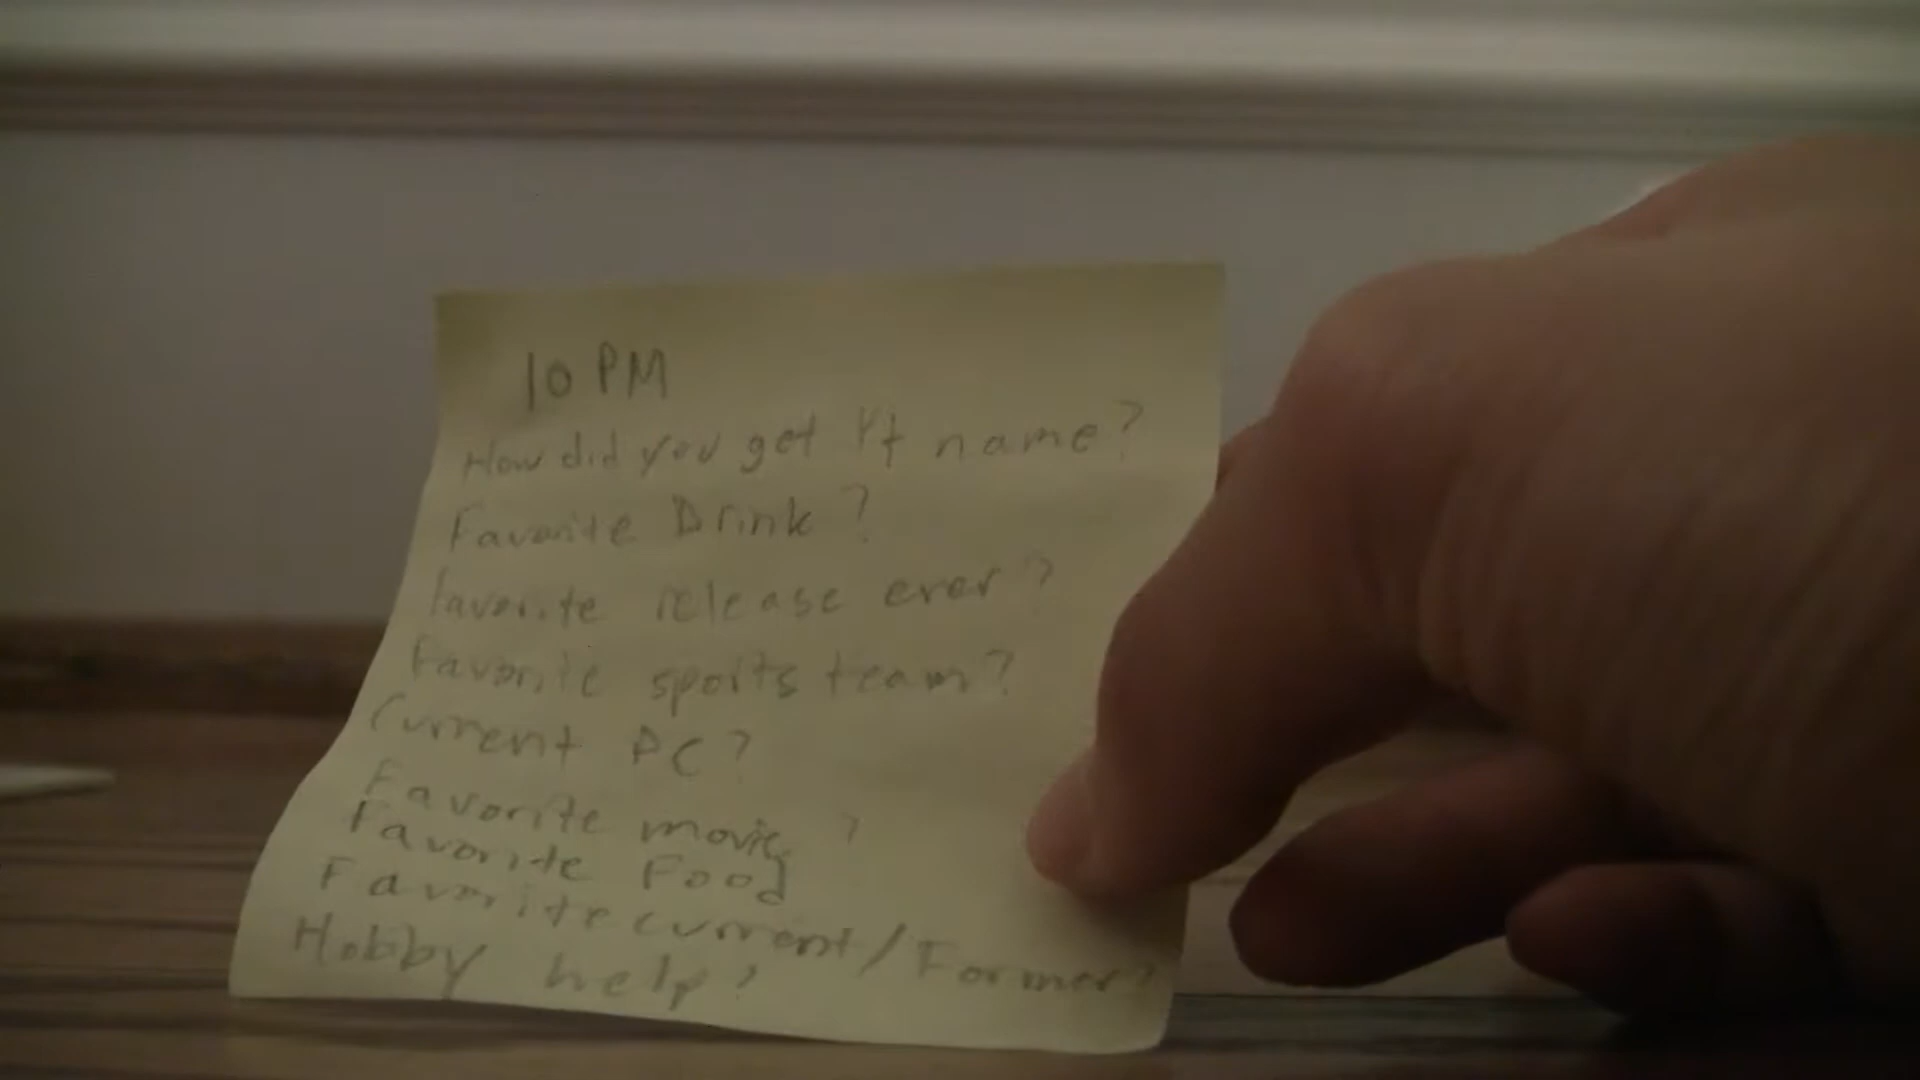 10 PM
How did you get Yt name?
Favorite Drink?
favorite release ever?
Favorite sports team?
Current PC?
Favorite movie?
Favorite Food
Favorite current/Former?
Hobby help?